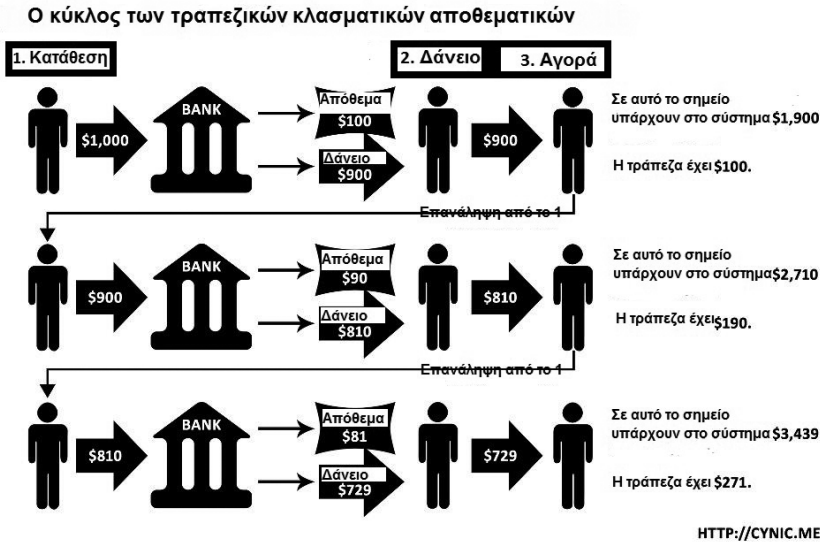 Ο κύκλος των τραπεζικών κλασματικών αποθεματικών
1. Κατάθεση
2. Δάνειο
3. Αγορά
$1,000
BANK
Απόθεμα
$100
Δάνειο
$900
$900
Σε αυτό το σημείο
υπάρχουν στο σύστημα $1,900
Η τράπεζα έχει $100.
Επανάληψη από το 1
$900
BANK
Απόθεμα
$90
Δάνειο
$810
$810
Σε αυτό το σημείο
υπάρχουν στο σύστημα $2,710
Η τράπεζα έχει $190.
Επανάληψη από το 1
$810
BANK
Απόθεμα
$81
Δάνειο
$729
$729
Σε αυτό το σημείο
υπάρχουν στο σύστημα $3,439
Η τράπεζα έχει $271.
HTTP://CYNIC.ME